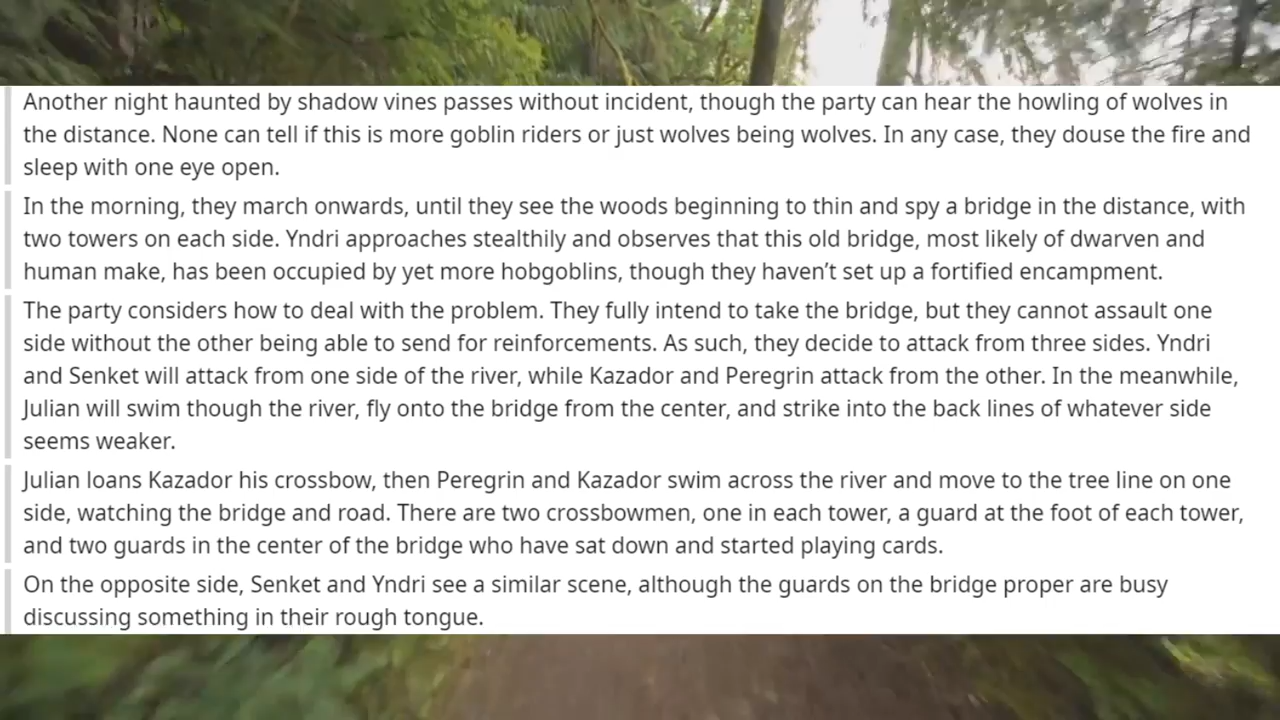 Another night haunted by shadow vines passes without incident, though the party can hear the howling of wolves in
the distance. None can tell if this is more goblin riders or just wolves being wolves. In any case, they douse the fire and
sleep with one eye open.
In the morning, they march onwards, until they see the woods beginning to thin and spy a bridge in the distance, with
two towers on each side. Yndri approaches stealthily and observes that this old bridge, most likely of dwarven and
human make, has been occupied by yet more hobgoblins, though they haven’t set up a fortified encampment.
The party considers how to deal with the problem. They fully intend to take the bridge, but they cannot assault one
side without the other being able to send for reinforcements. As such, they decide to attack from three sides. Yndri
and Senket will attack from one side of the river, while Kazador and Peregrin attack from the other. In the meanwhile,
Julian will swim though the river, fly onto the bridge from the center, and strike into the back lines of whatever side
seems weaker.
Julian loans Kazador his crossbow, then Peregrin and Kazador swim across the river and move to the tree line on one
side, watching the bridge and road. There are two crossbowmen, one in each tower, a guard at the foot of each tower,
and two guards in the center of the bridge who have sat down and started playing cards.
On the opposite side, Senket and Yndri see a similar scene, although the guards on the bridge proper are busy
discussing something in their rough tongue.